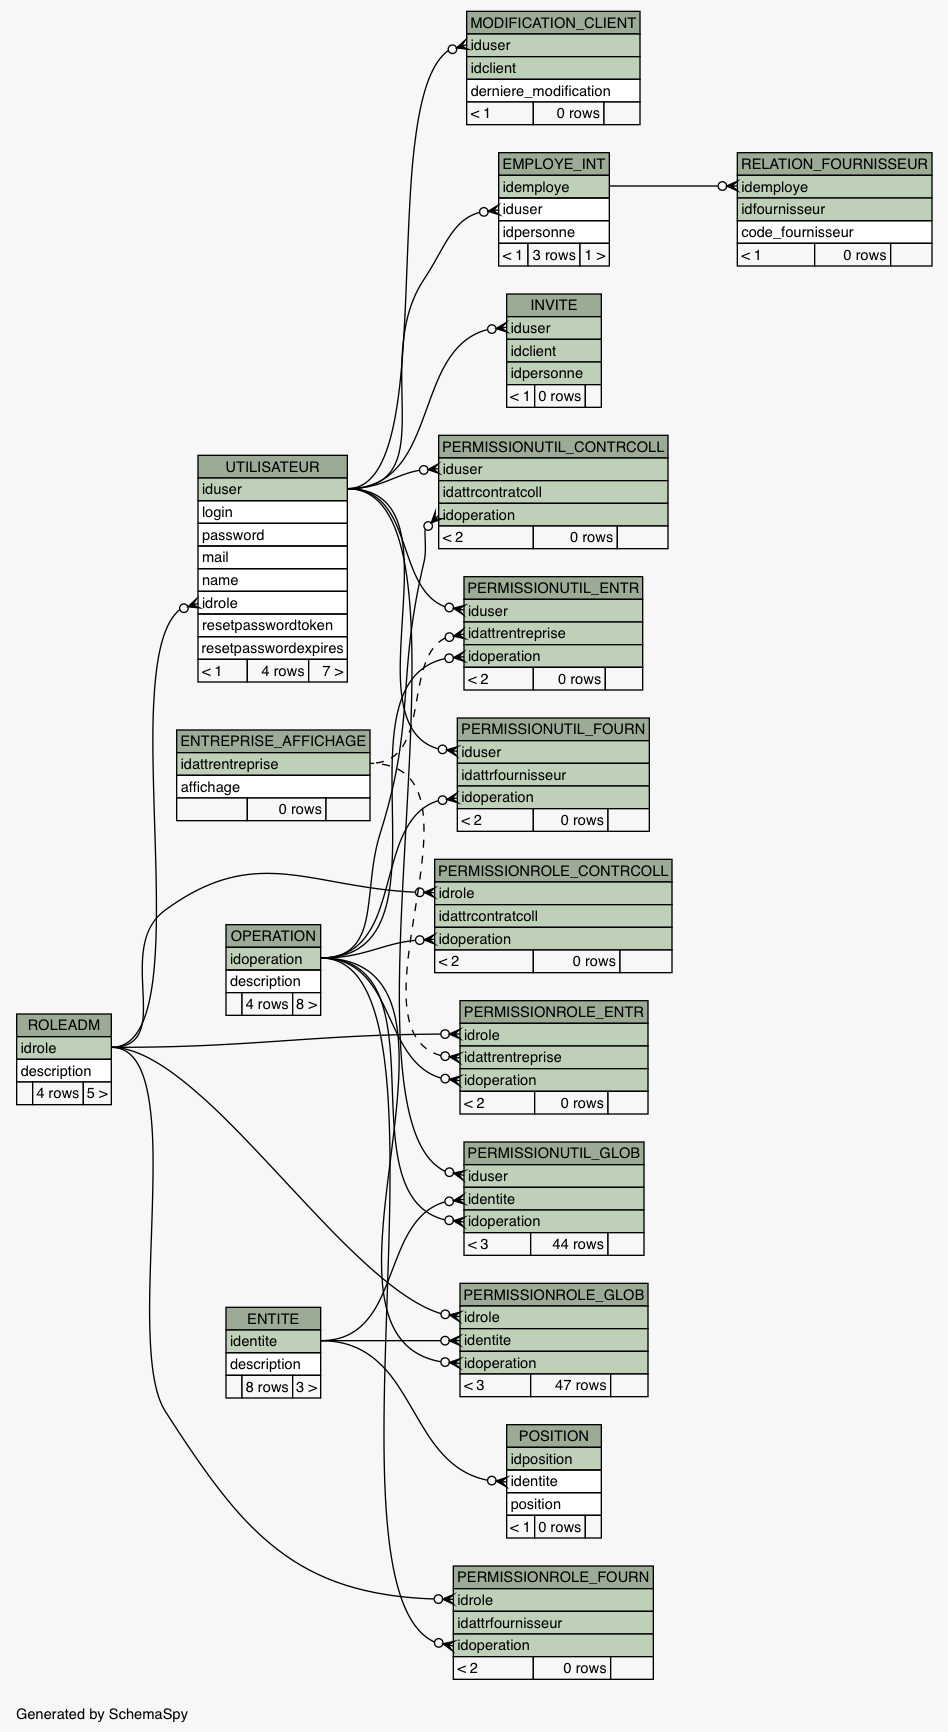 MODIFICATION_CLIENT
iduser
idclient
derniere_modification
< 1 0 rows
EMPLOYE_INT
idemploye
iduser
idpersonne
< 1 3 rows 1 >
RELATION_FOURNISSEUR
idemploye
idfournisseur
code_fournisseur
< 1 0 rows
INVITE
iduser
idclient
idpersonne
< 1 0 rows
PERMISSIONUTIL_CONTRCOLL
iduser
idattrcontratcoll
idoperation
< 2 0 rows
UTILISATEUR
iduser
login
password
mail
name
idrole
resetpasswordtoken
resetpasswordexpires
< 1 4 rows 7 >
PERMISSIONUTIL_ENTR
iduser
idattrentreprise
idoperation
< 2 0 rows
ENTREPRISE_AFFICHAGE
idattrentreprise
affichage
0 rows
PERMISSIONUTIL_FOURN
iduser
idattrfournisseur
idoperation
< 2 0 rows
PERMISSIONROLE_CONTRCOLL
idrole
idattrcontratcoll
idoperation
< 2 0 rows
OPERATION
idoperation
description
4 rows 8 >
ROLEADM
idrole
description
4 rows 5 >
PERMISSIONROLE_ENTR
idrole
idattrentreprise
idoperation
< 2 0 rows
PERMISSIONUTIL_GLOB
iduser
identite
idoperation
< 3 44 rows
PERMISSIONROLE_GLOB
idrole
identite
idoperation
< 3 47 rows
ENTITE
identite
description
8 rows 3 >
POSITION
idposition
identite
position
< 1 0 rows
PERMISSIONROLE_FOURN
idrole
idattrfournisseur
idoperation
< 2 0 rows
Generated by SchemaSpy